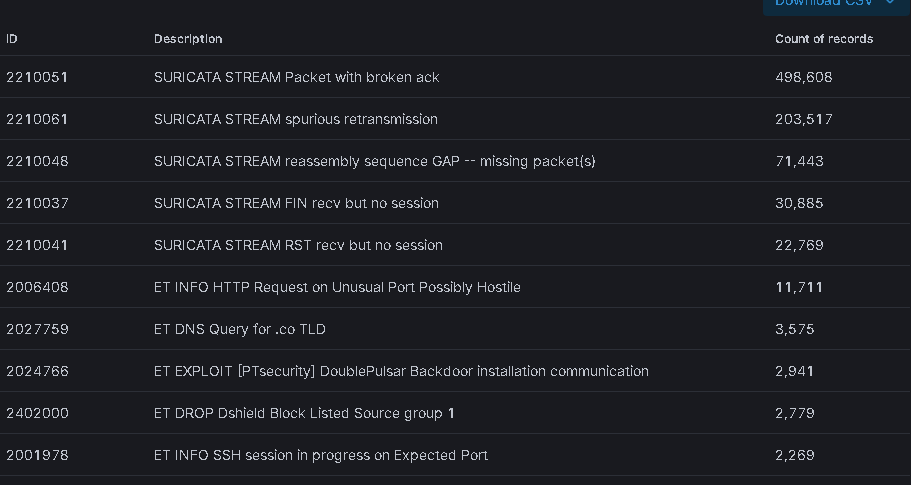 Download CSV
ID Description Count of records
2210051 SURICATA STREAM Packet with broken ack 498,608
2210061 SURICATA STREAM spurious retransmission 203,517
2210048 SURICATA STREAM reassembly sequence GAP -- missing packet(s) 71,443
2210037 SURICATA STREAM FIN recv but no session 30,885
2210041 SURICATA STREAM RST recv but no session 22,769
2006408 ET INFO HTTP Request on Unusual Port Possibly Hostile 11,711
2027759 ET DNS Query for .co TLD 3,575
2024766 ET EXPLOIT [PTsecurity] DoublePulsar Backdoor installation communication 2,941
2402000 ET DROP Dshield Block Listed Source group 1 2,779
2001978 ET INFO SSH session in progress on Expected Port 2,269